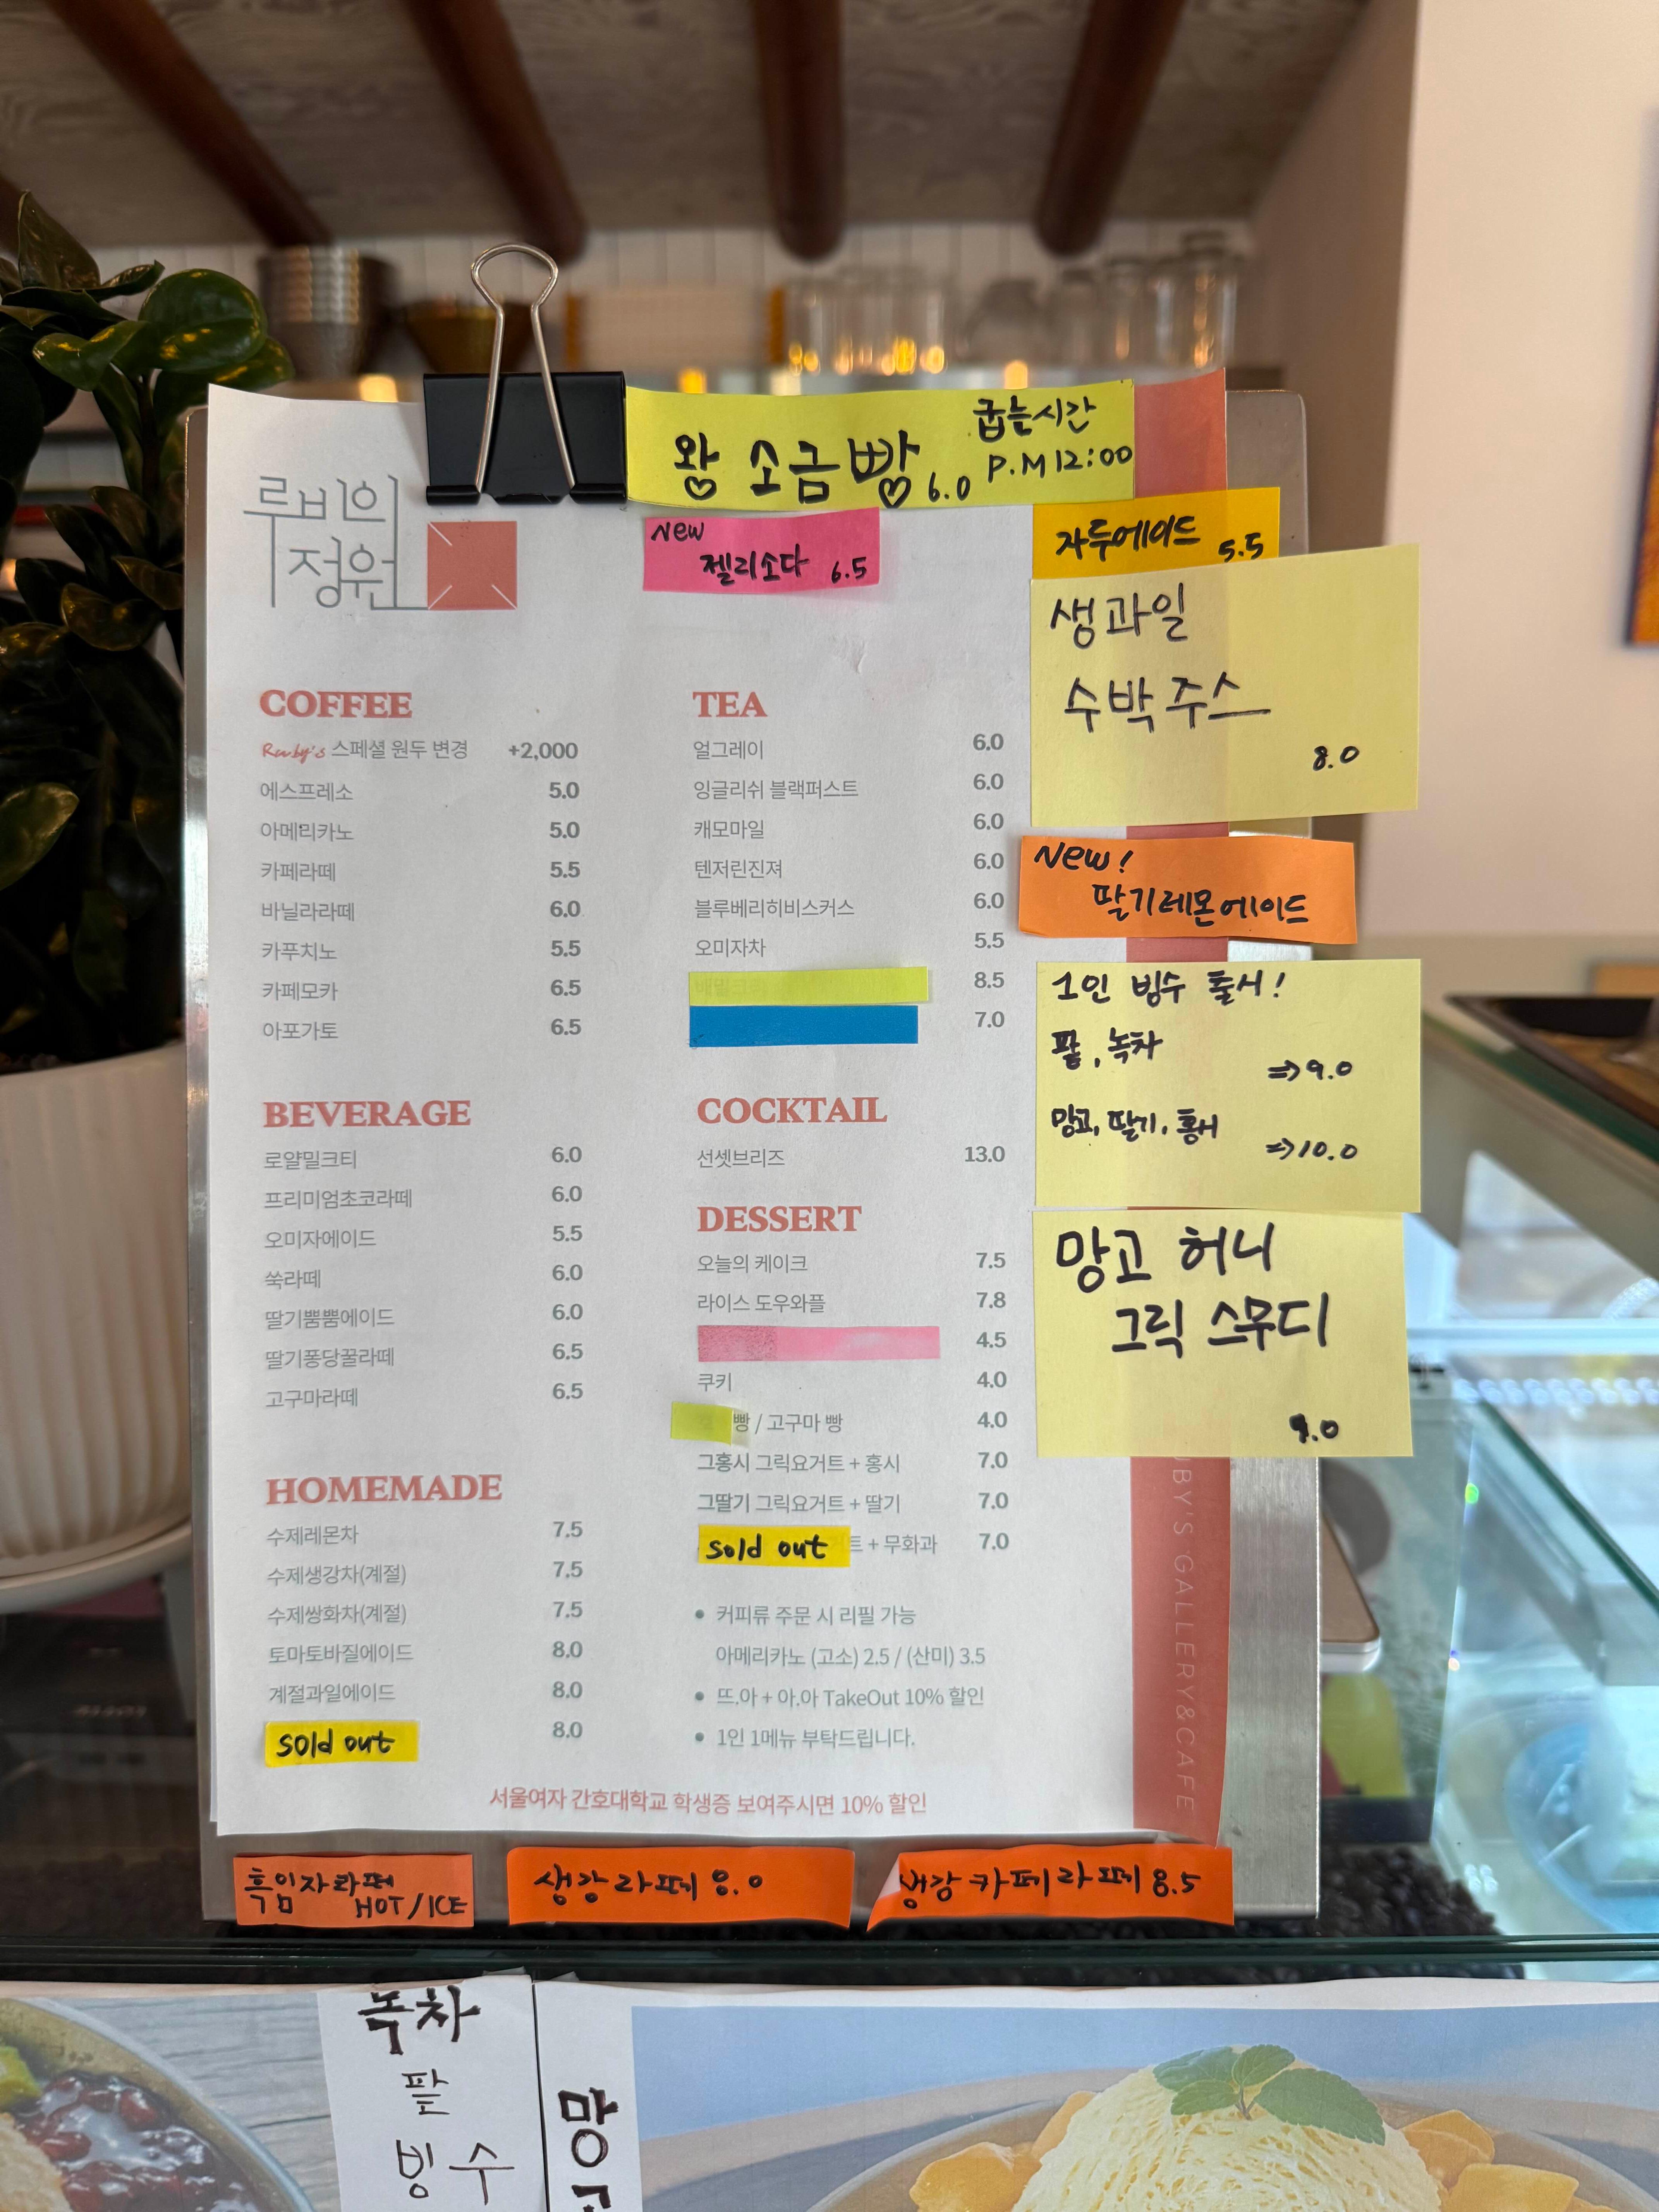 왕 소금빵 6.0
굽는시간
P.M 12:00
루비의
정원
New
젤리소다 6.5
자두에이드 5.5
생과일
수박주스
8.0
COFFEE
Ruby's 스페셜 원두 변경 +2,000
에스프레소 5.0
아메리카노 5.0
카페라떼 5.5
바닐라라떼 6.0
카푸치노 5.5
카페모카 6.5
아포가토 6.5
BEVERAGE
로얄밀크티 6.0
프리미엄초코라떼 6.0
오미자에이드 5.5
쑥라떼 6.0
딸기뿜뿜에이드 6.0
딸기퐁당꿀라떼 6.5
고구마라떼 6.5
HOMEMADE
수제레몬차 7.5
수제생강차(계절) 7.5
수제쌍화차(계절) 7.5
토마토바질에이드 8.0
계절과일에이드 8.0
sold out 8.0
TEA
얼그레이 6.0
잉글리쉬 블랙퍼스트 6.0
캐모마일 6.0
텐저린진져 6.0
블루베리히비스커스 6.0
오미자차 5.5
8.5
7.0
COCKTAIL
선셋브리즈 13.0
DESSERT
오늘의 케이크 7.5
라이스 도우와플 7.8
4.5
쿠키 4.0
빵 / 고구마 빵 4.0
그홍시 그릭요거트 + 홍시 7.0
그딸기 그릭요거트 + 딸기 7.0
sold out 트 + 무화과 7.0
• 커피류 주문 시 리필 가능
아메리카노 (고소) 2.5 / (산미) 3.5
• 뜨.아 + 아.아 TakeOut 10% 할인
• 1인 1메뉴 부탁드립니다.
서울여자 간호대학교 학생증 보여주시면 10% 할인
New!
딸기레몬에이드
1인 빙수 출시!
팥, 녹차
=>9.0
망고, 딸기, 홍시
=>10.0
망고 허니
그릭 스무디
9.0
UBY'S GALLERY&CAFE
흑임자라떼
HOT/ICE
생강라떼 8.0
생강카페라떼 8.5
녹차
팥
빙수
망